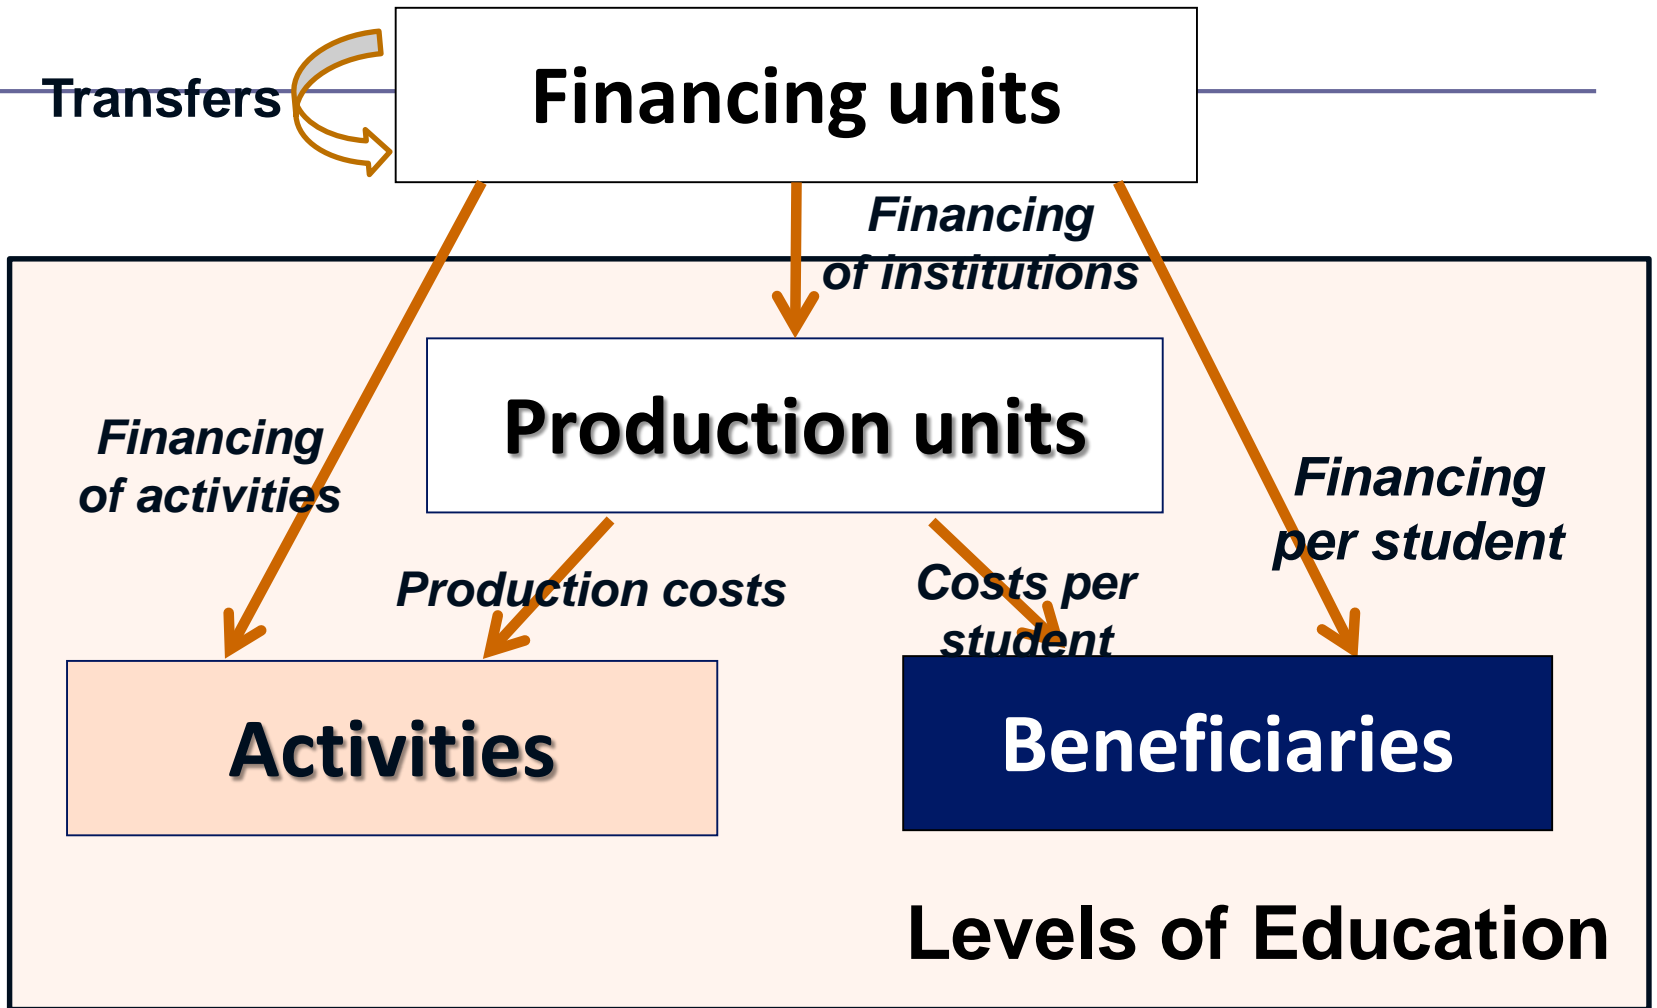 Transfers
Financing units
Financing
of institutions
Production units
Financing
of activities
Financing
per student
Production costs
Costs per
student
Activities
Beneficiaries
Levels of Education